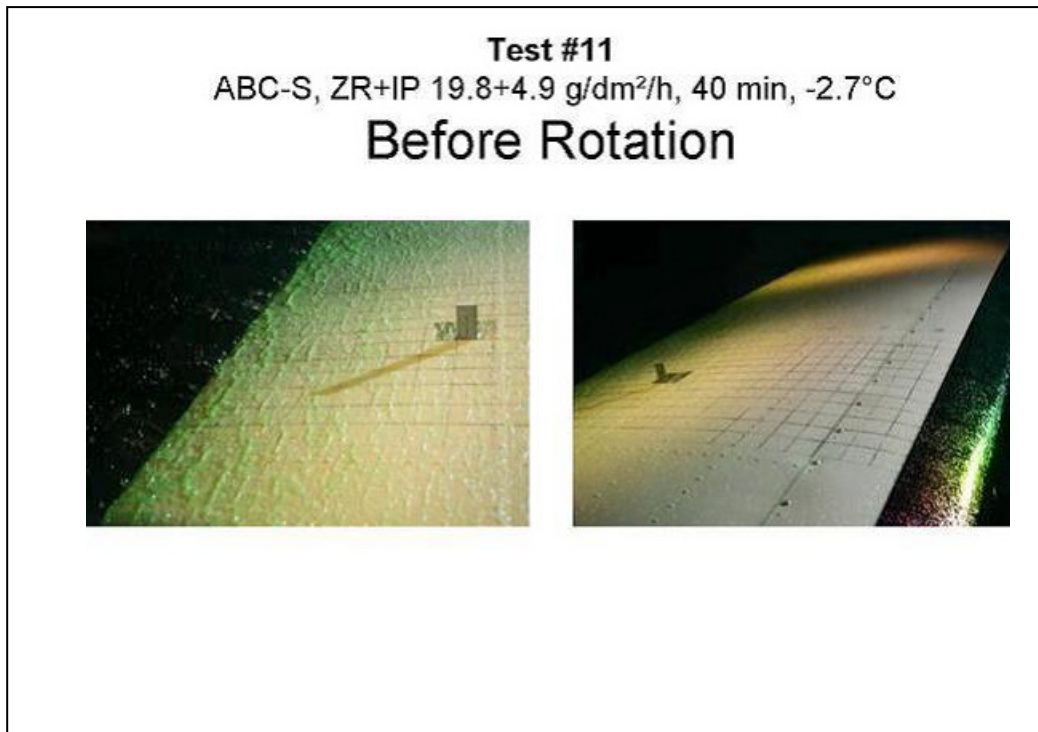 Test #11
ABC-S, ZR+IP 19.8+4.9 g/dm²/h, 40 min, -2.7°C
Before Rotation